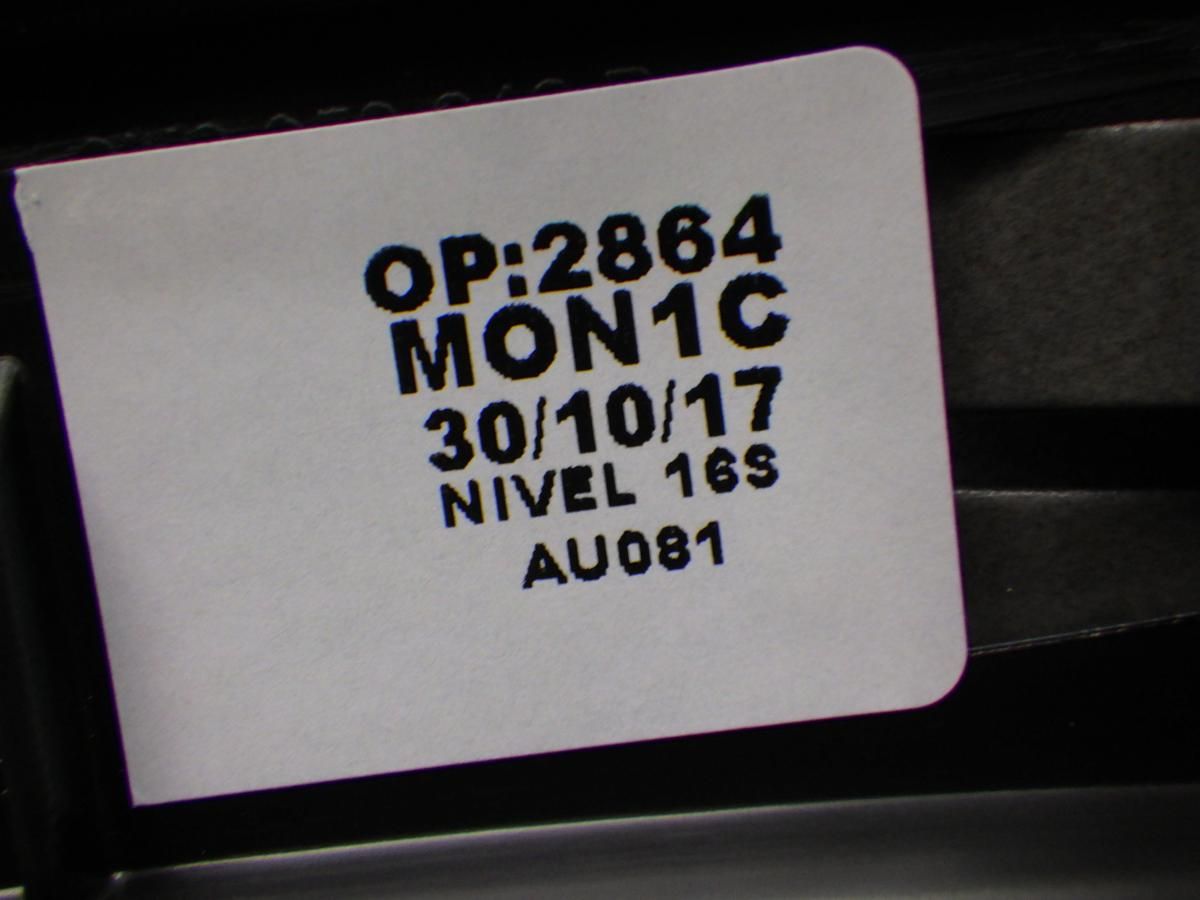 OP:2864
MON1C
30/10/17
NIVEL 16S
AU081